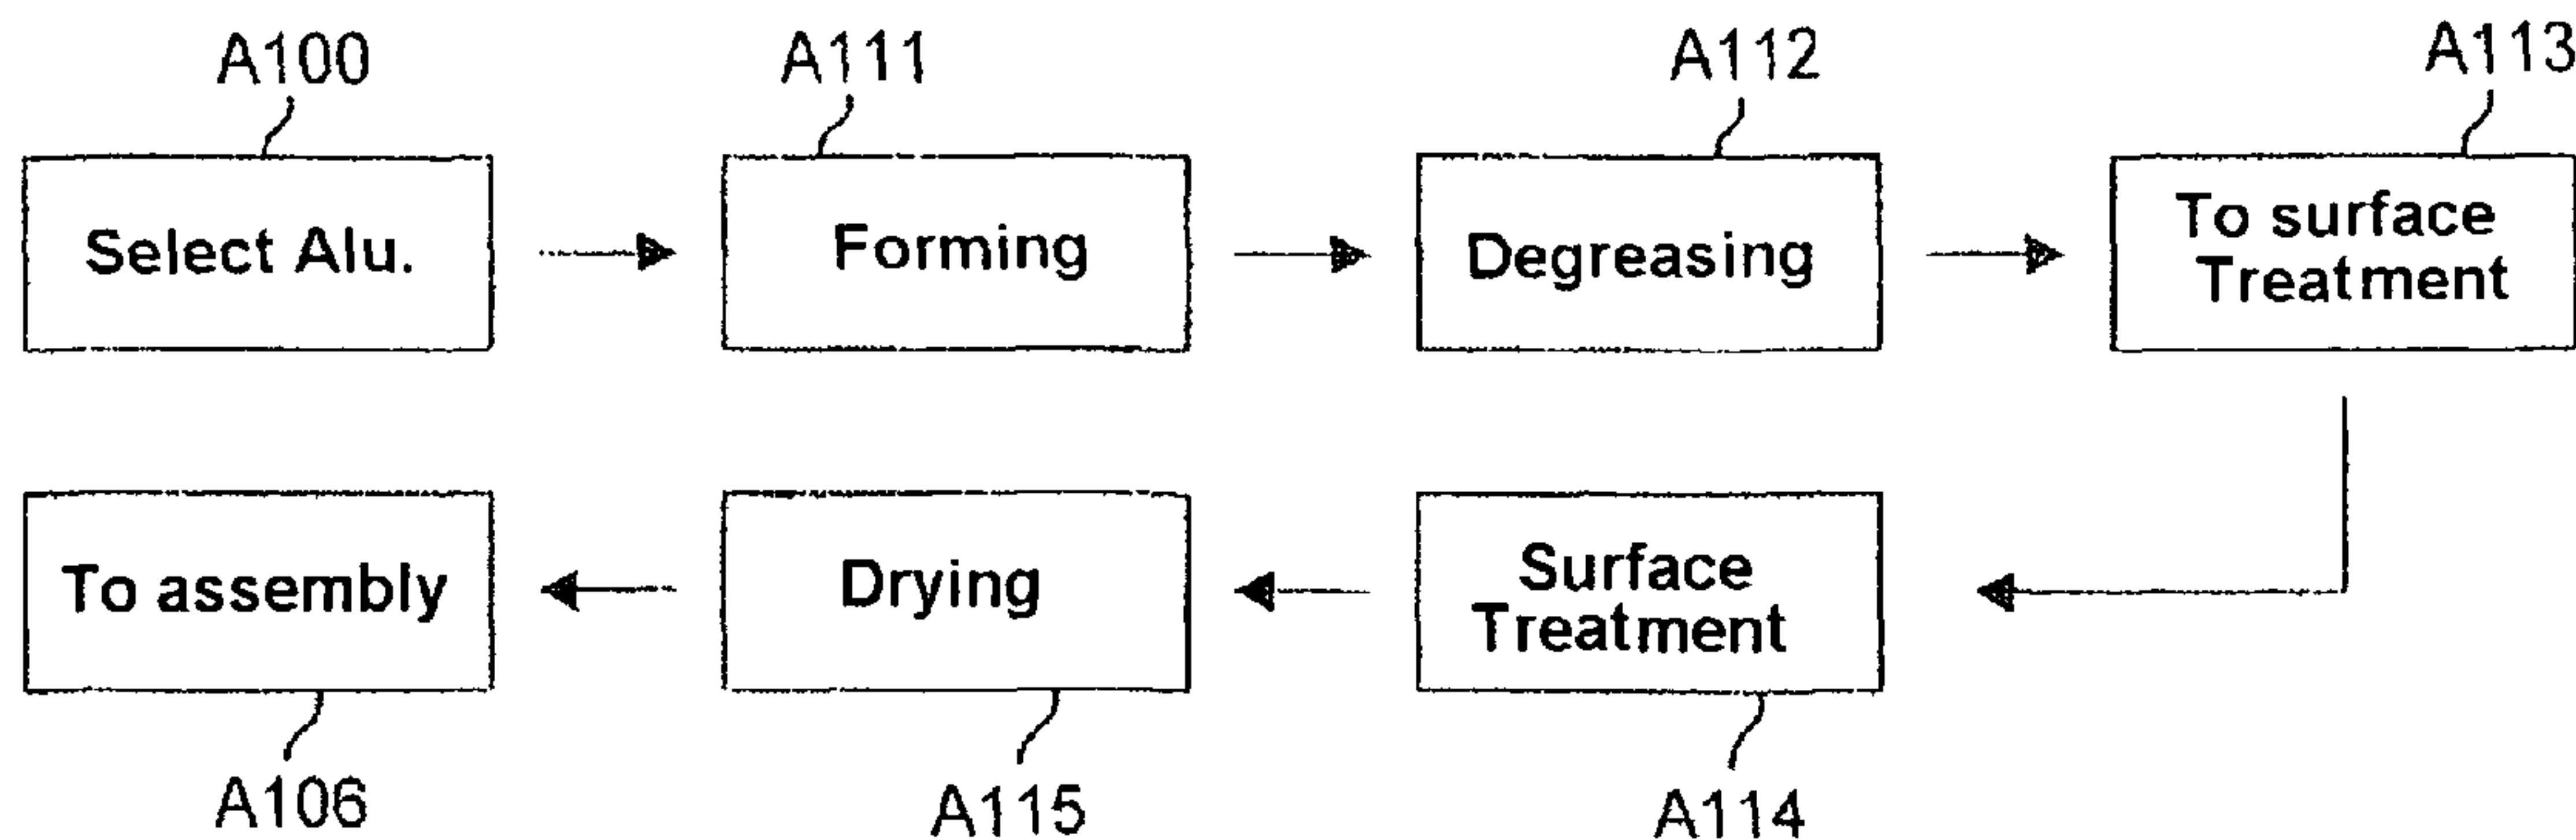 A100
A111
A112
A113
Select Alu.
Forming
Degreasing
To surface
Treatment
To assembly
Drying
Surface
Treatment
A106
A115
A114